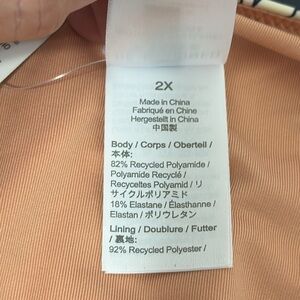 2X
Made in China
Fabriqué en Chine
Hergestellt in China
中国製
Body / Corps / Oberteil /
本体:
82% Recycled Polyamide /
Polyamide Recyclé /
Recyceltes Polyamid / リ
サイクルポリアミド
18% Elastane / Élasthanne /
Elastan / ポリウレタン
Lining / Doublure / Futter
/ 裏地:
92% Recycled Polyester /